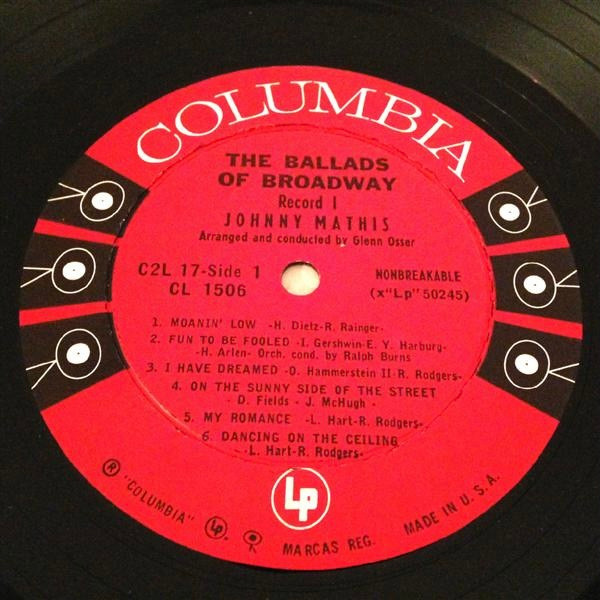 COLUMBIA
THE BALLADS
OF BROADWAY
Record 1
JOHNNY MATHIS
Arranged and conducted by Glenn Osser
C2L 17-Side 1
CL 1506
NONBREAKABLE
(x"Lp" 50245)
1. MOANIN' LOW -H. Dietz-R. Rainger-
2. FUN TO BE FOOLED -I. Gershwin-E. Y. Harburg-
-H. Arlen- Orch. cond. by Ralph Burns
3. I HAVE DREAMED -O. Hammerstein II-R. Rodgers-
4. ON THE SUNNY SIDE OF THE STREET
- D. Fields - J. McHugh -
5. MY ROMANCE -L. Hart-R. Rodgers-
6. DANCING ON THE CEILING
-L. Hart-R. Rodgers-
Lp
® "COLUMBIA" Lp ® MARCAS REG. MADE IN U.S.A.